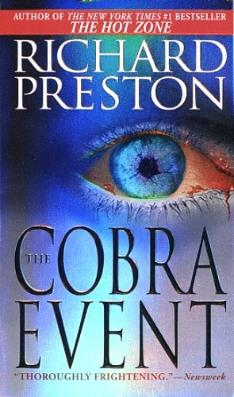 AUTHOR OF THE NEW YORK TIMES #1 BESTSELLER
THE HOT ZONE
RICHARD
PRESTON
THE
COBRA
EVENT
"THOROUGHLY FRIGHTENING."—Newsweek